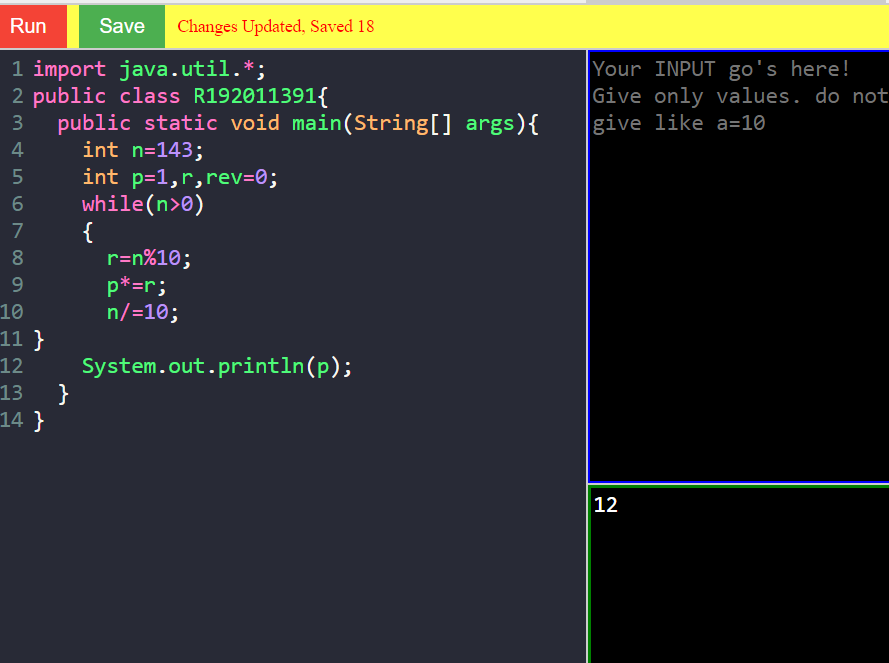 Run Save Changes Updated, Saved 18
1 import java.util.*;
2 public class R192011391{
3   public static void main(String[] args){
4     int n=143;
5     int p=1,r,rev=0;
6     while(n>0)
7     {
8       r=n%10;
9       p*=r;
10       n/=10;
11 }
12     System.out.println(p);
13   }
14 }
Your INPUT go's here!
Give only values. do not
give like a=10
12